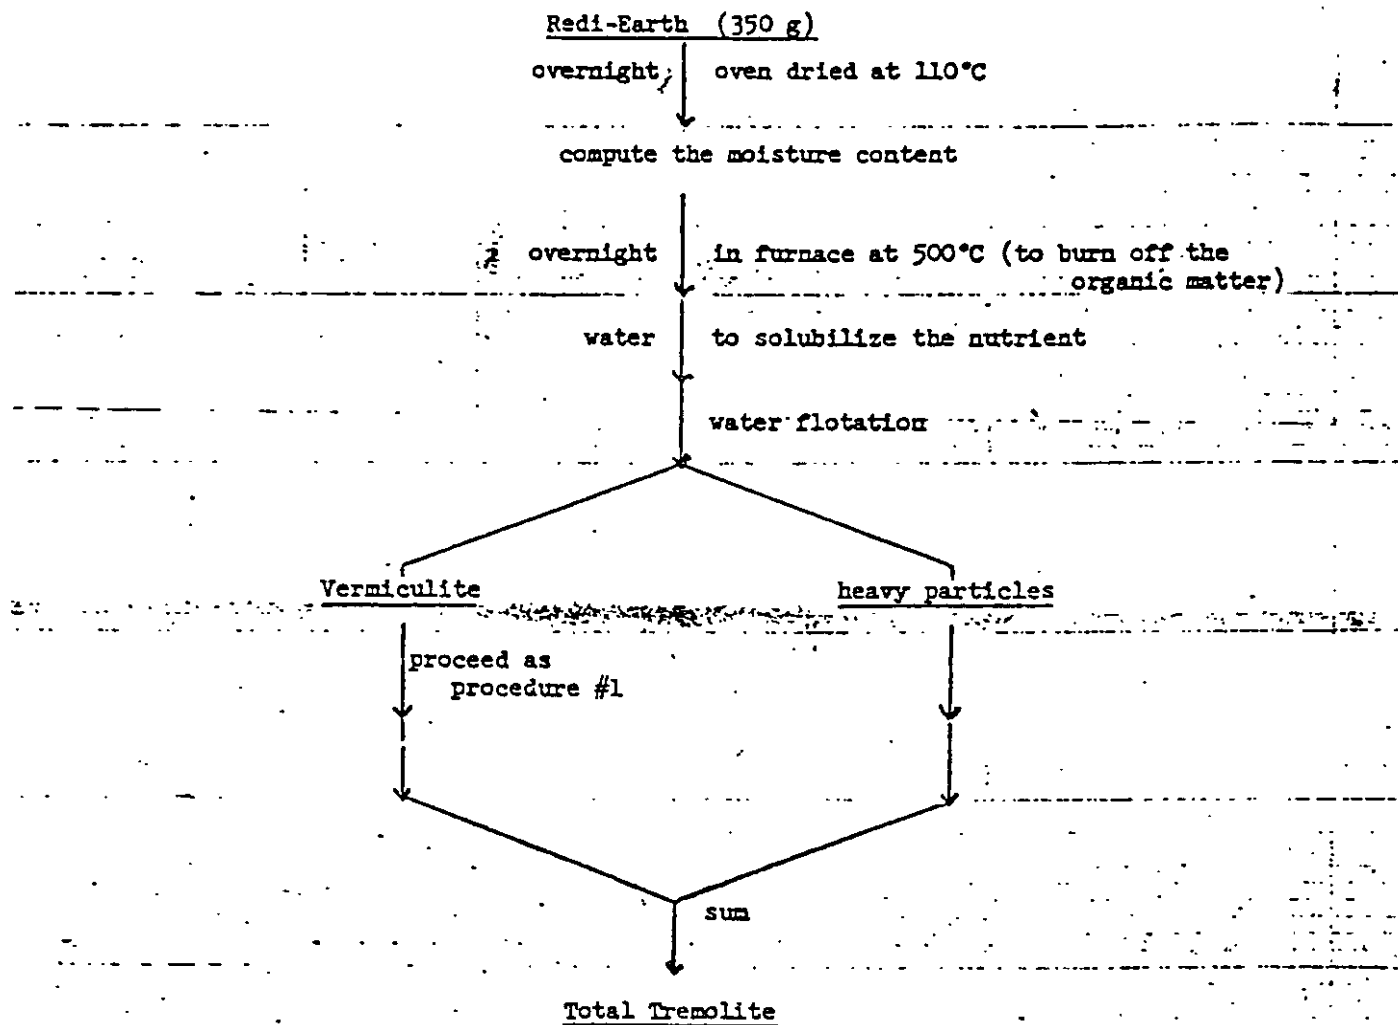 Redi-Earth (350 g)
overnight, oven dried at 110°C
compute the moisture content
overnight in furnace at 500°C (to burn off the
organic matter)
water to solubilize the nutrient
water flotation
Vermiculite heavy particles
proceed as
procedure #1
sum
Total Tremolite